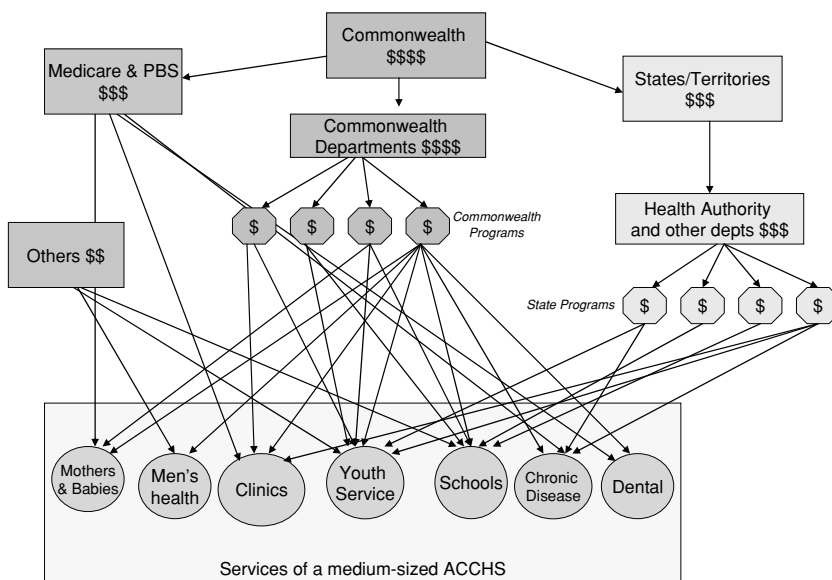 Commonwealth
$$$$
Medicare & PBS
$$$
States/Territories
$$$
Commonwealth
Departments $$$$
$
$
$
$
Commonwealth
Programs
Health Authority
and other depts $$$
Others $$
State Programs
$
$
$
$
Mothers
& Babies
Men's
health
Clinics
Youth
Service
Schools
Chronic
Disease
Dental
Services of a medium-sized ACCHS